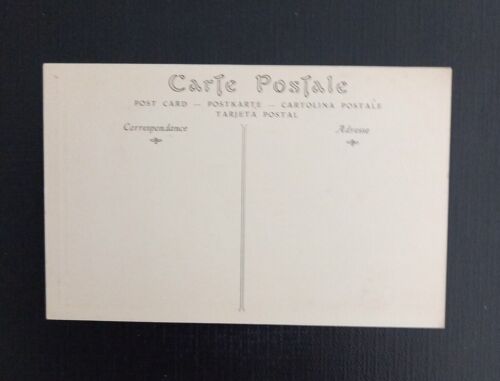 Carte Postale
POST CARD — POSTKARTE — CARTOLINA POSTALE
TARJETA POSTAL
Correspondance
Adresse